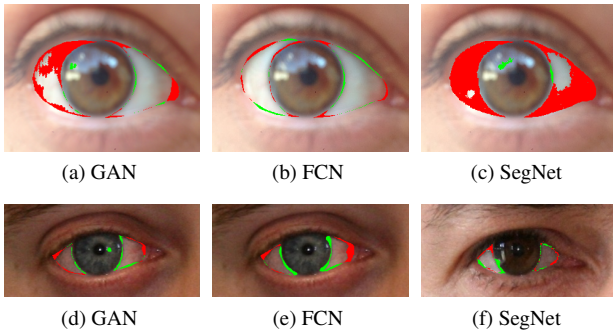 (a) GAN
(b) FCN
(c) SegNet
(d) GAN
(e) FCN
(f) SegNet